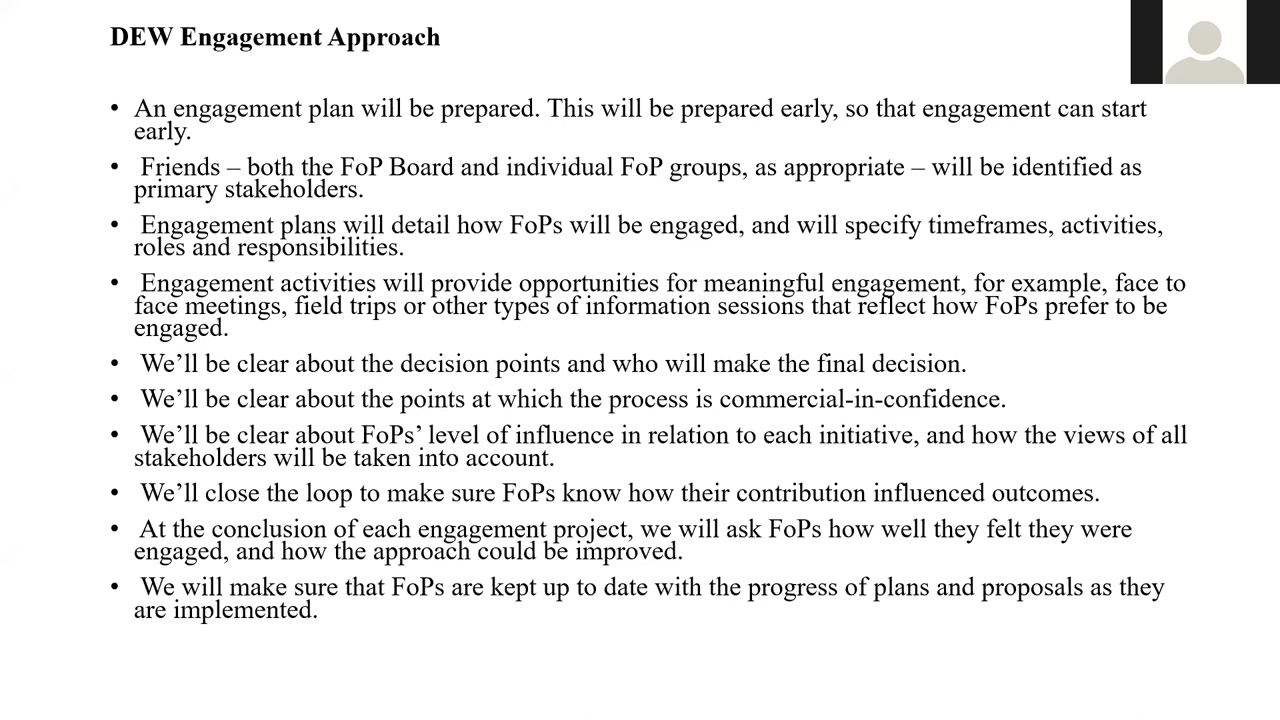 DEW Engagement Approach
• An engagement plan will be prepared. This will be prepared early, so that engagement can start
early.
• Friends – both the FoP Board and individual FoP groups, as appropriate – will be identified as
primary stakeholders.
• Engagement plans will detail how FoPs will be engaged, and will specify timeframes, activities,
roles and responsibilities.
• Engagement activities will provide opportunities for meaningful engagement, for example, face to
face meetings, field trips or other types of information sessions that reflect how FoPs prefer to be
engaged.
• We’ll be clear about the decision points and who will make the final decision.
• We’ll be clear about the points at which the process is commercial-in-confidence.
• We’ll be clear about FoPs’ level of influence in relation to each initiative, and how the views of all
stakeholders will be taken into account.
• We’ll close the loop to make sure FoPs know how their contribution influenced outcomes.
• At the conclusion of each engagement project, we will ask FoPs how well they felt they were
engaged, and how the approach could be improved.
• We will make sure that FoPs are kept up to date with the progress of plans and proposals as they
are implemented.